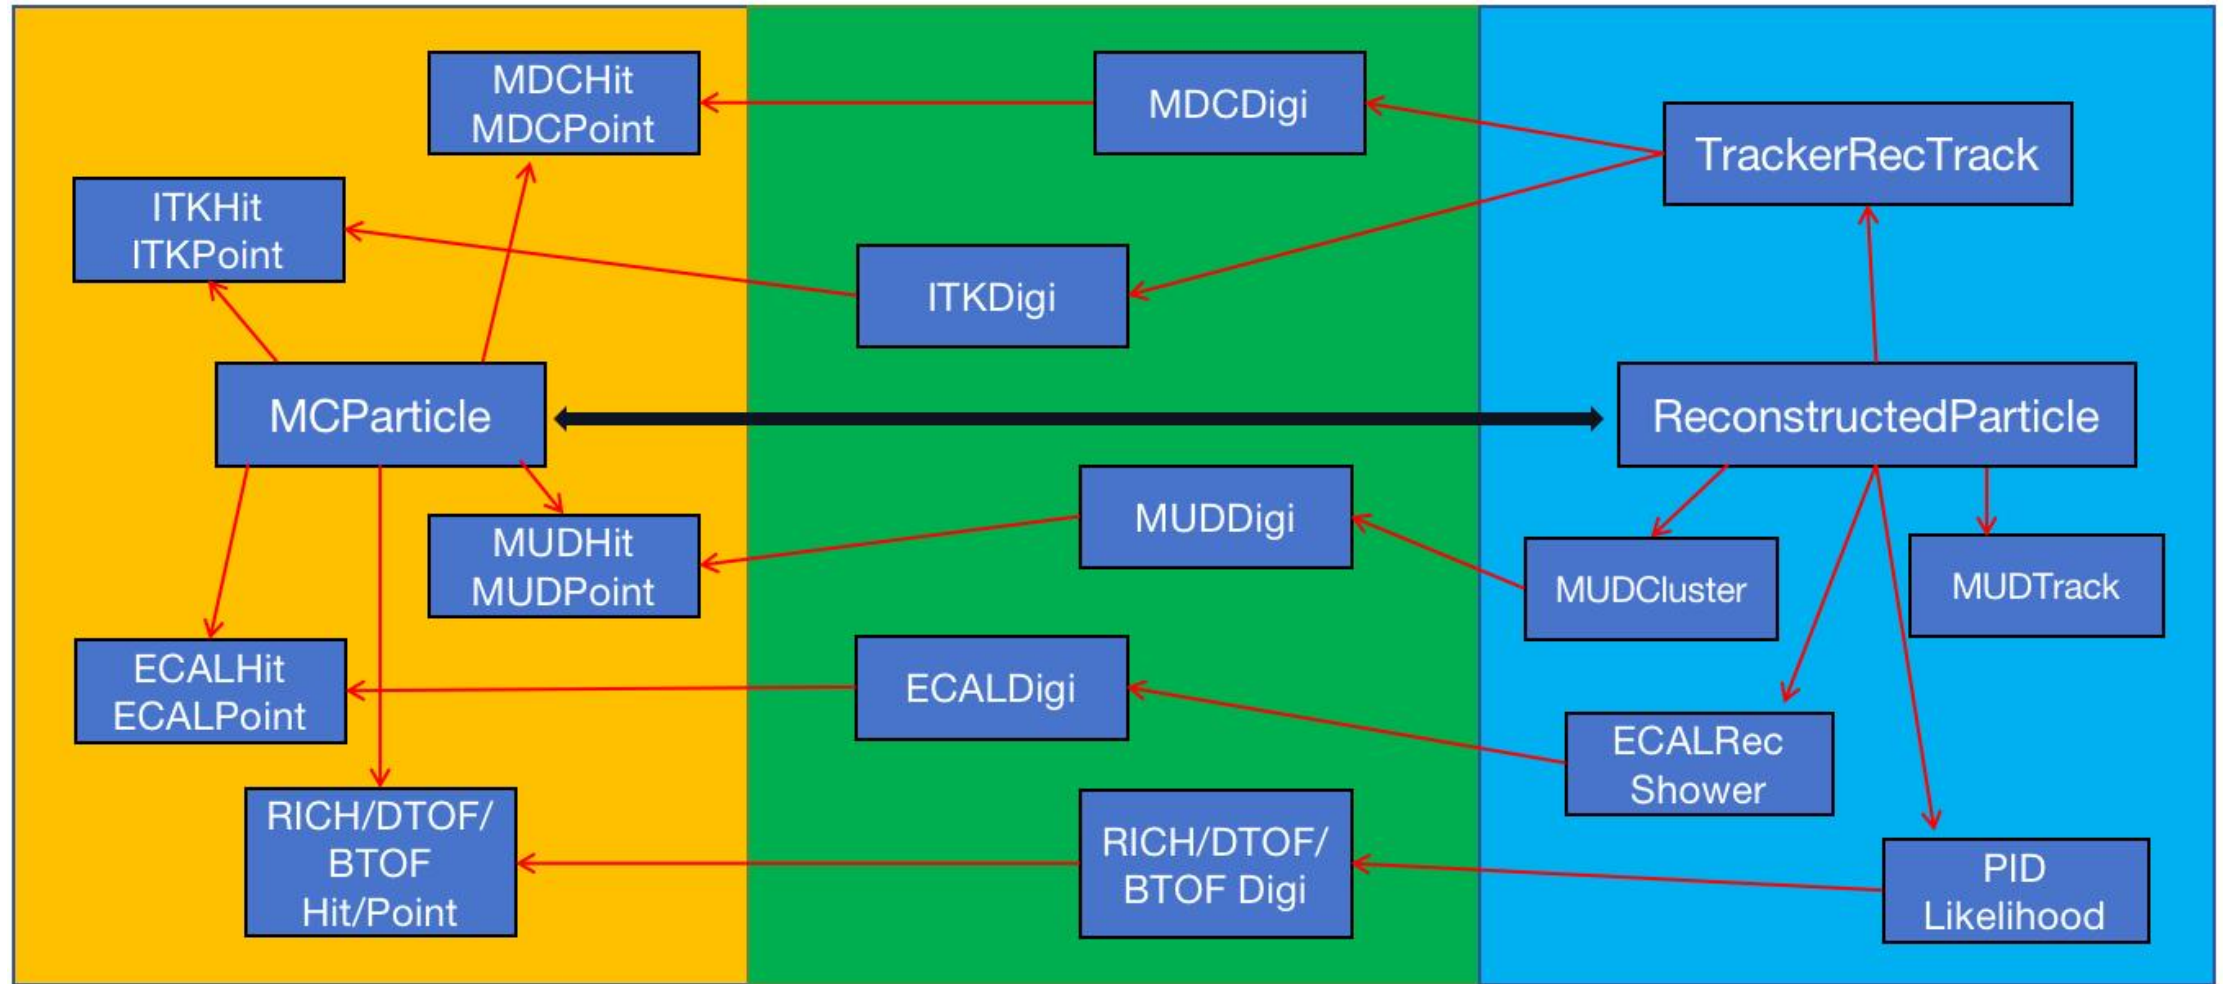 MDCHit
MDCPoint
ITKHit
ITKPoint
MCParticle
MUDHit
MUDPoint
ECALHit
ECALPoint
RICH/DTOF/
BTOF
Hit/Point
MDCDigi
ITKDigi
MUDDigi
ECALDigi
RICH/DTOF/
BTOF Digi
TrackerRecTrack
ReconstructedParticle
MUDCluster
MUDTrack
ECALRec
Shower
PID
Likelihood